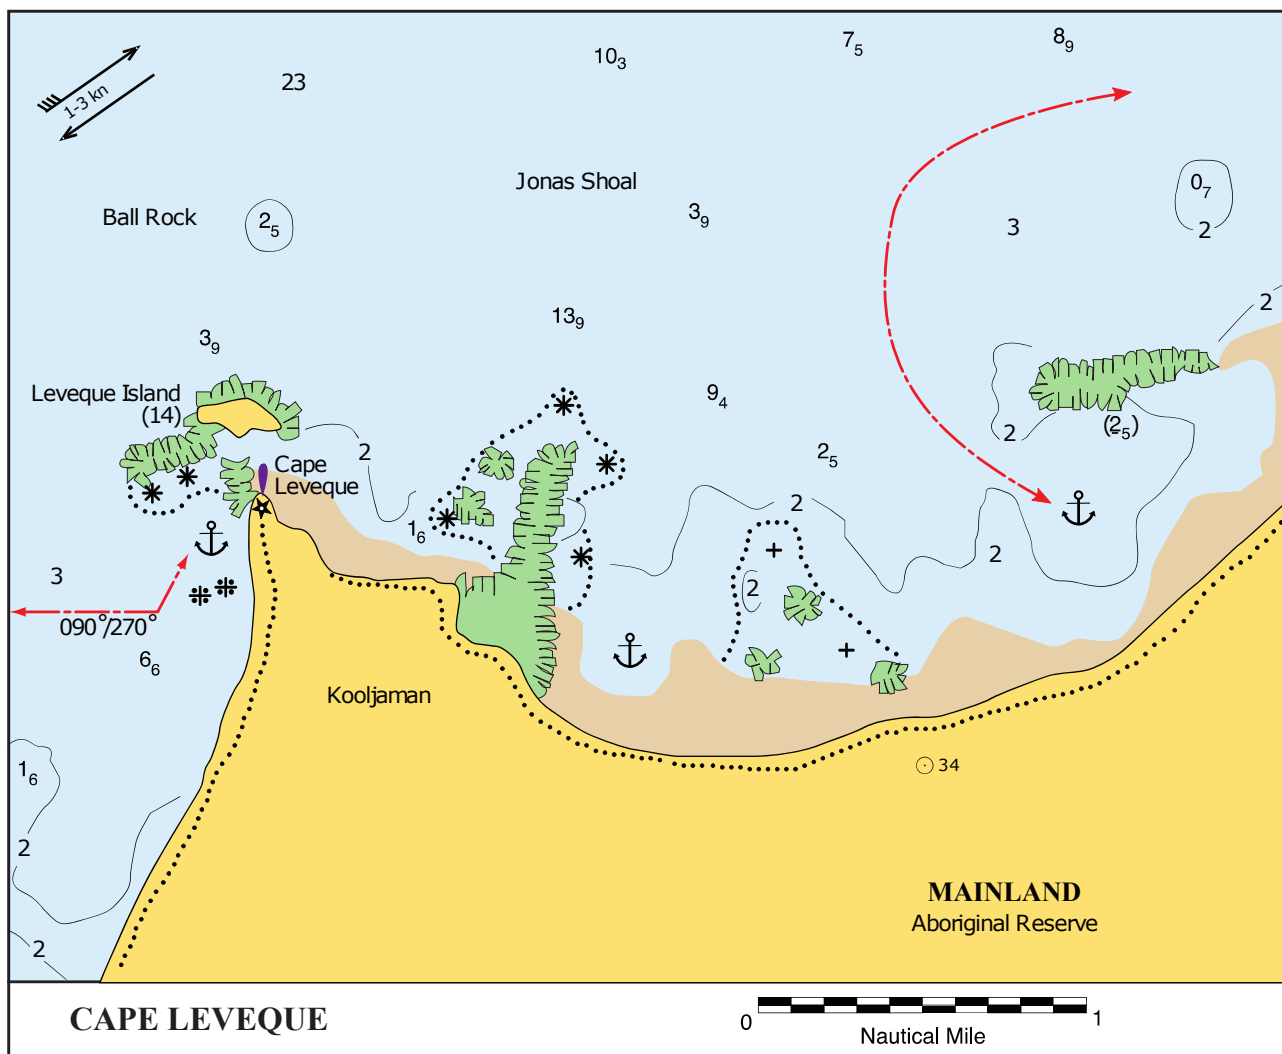 7₅
8₉
10₃
23
1-3 kn
Jonas Shoal
0₇
Ball Rock
2₅
3₉
3
2
2
13₉
3₉
Leveque Island
(14)
9₄
(2₅)
2
2
2₅
Cape
Leveque
2
1₆
2
3
2
090°/270°
6₆
Kooljaman
34
1₆
2
MAINLAND
Aboriginal Reserve
2
CAPE LEVEQUE
0
1
Nautical Mile